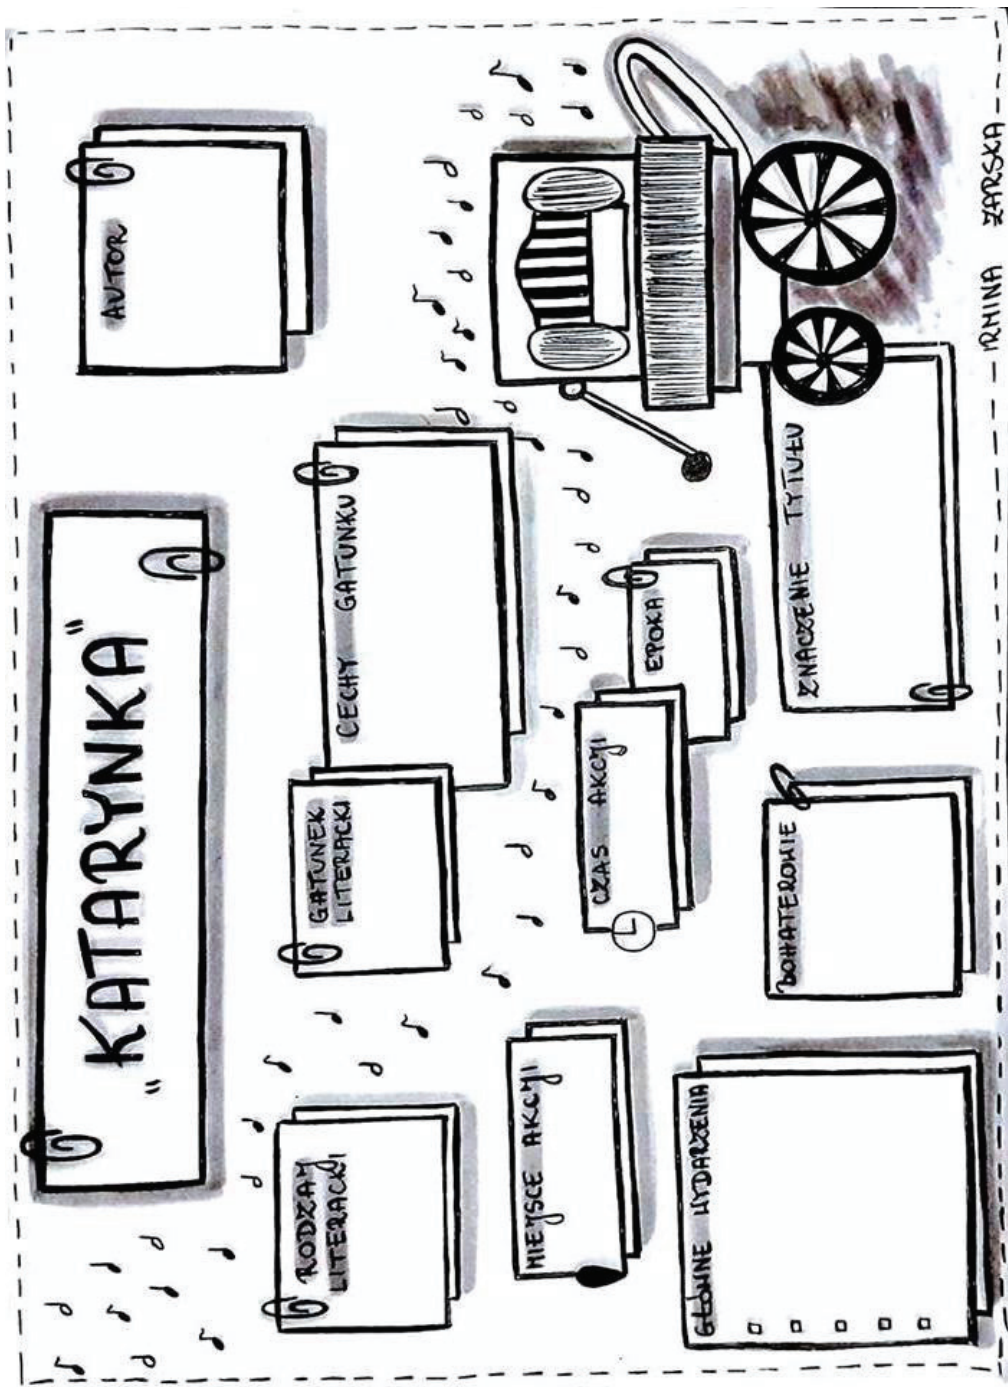 „KATARYNKA"
AUTOR
RODZAJ
LITERACKI
GATUNEK
LITERACKI
CECHY GATUNKU
MIEJSCE AKCJI
CZAS AKCJI
EPOKA
GŁÓWNE WYDARZENIA
BOHATEROWIE
ZNACZENIE TYTUŁU
IRMINA ŻARSKA